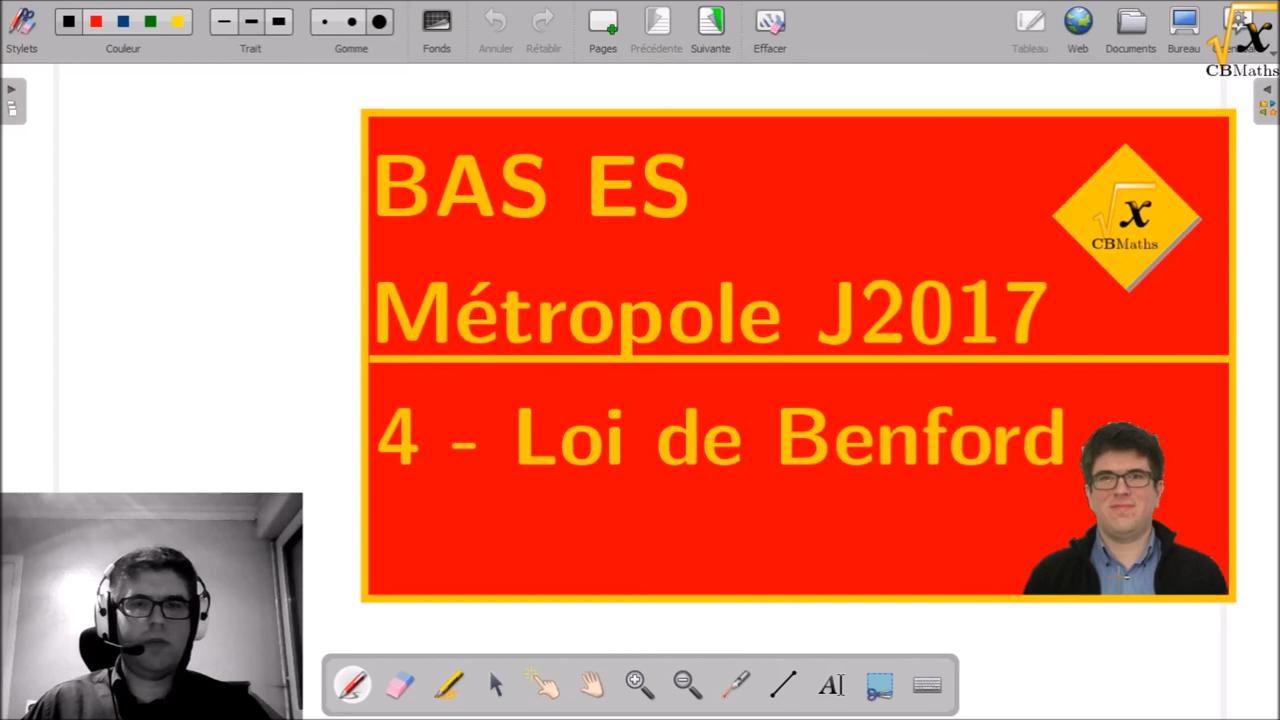 Stylets
Couleur
Trait
Gomme
Fonds
Annuler
Rétablir
Pages
Précédente
Suivante
Effacer
Tableau
Web
Documents
Bureau
√x
CBMaths
BAS ES
√x
CBMaths
Métropole J2017
4 - Loi de Benford
AI